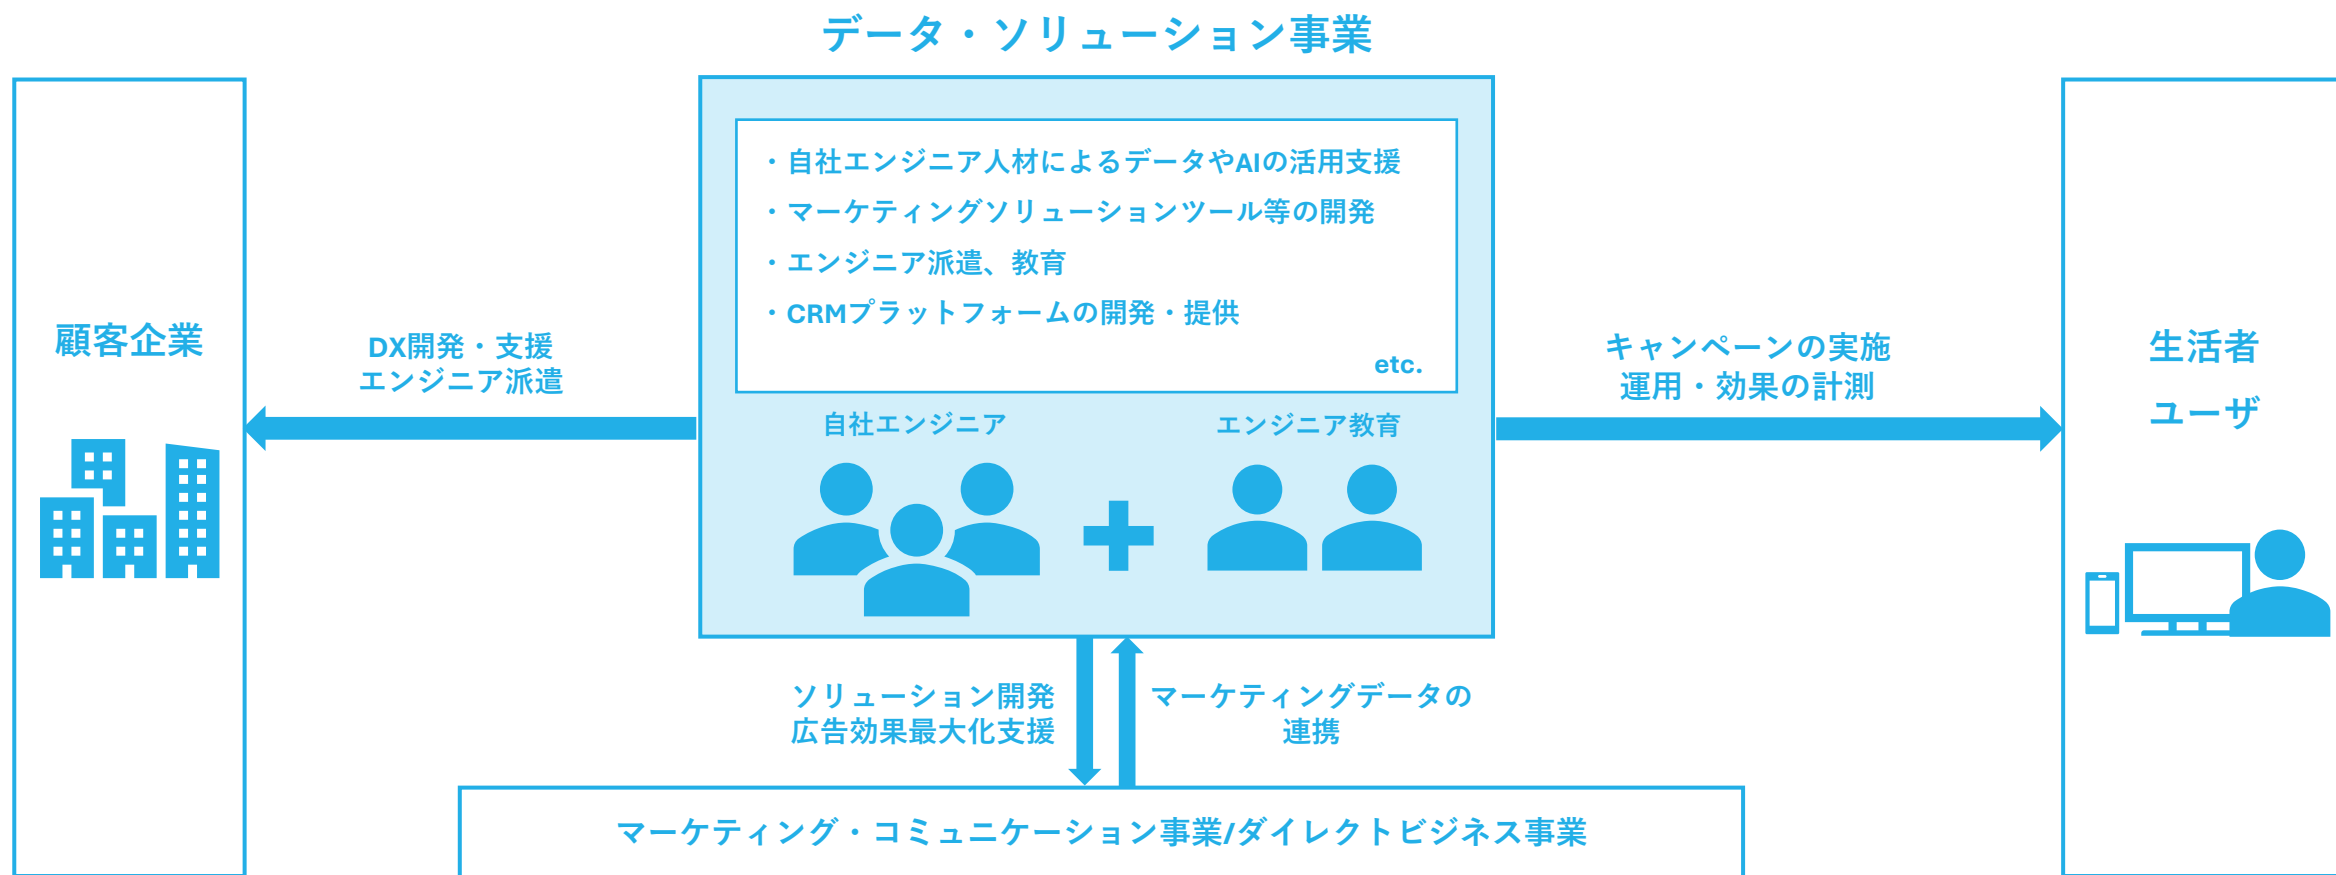 データ・ソリューション事業
・自社エンジニア人材によるデータやAIの活用支援
・マーケティングソリューションツール等の開発
・エンジニア派遣、教育
・CRMプラットフォームの開発・提供
etc.
顧客企業
DX開発・支援
エンジニア派遣
自社エンジニア
エンジニア教育
キャンペーンの実施
運用・効果の計測
生活者
ユーザ
ソリューション開発
広告効果最大化支援
マーケティングデータの
連携
マーケティング・コミュニケーション事業/ダイレクトビジネス事業